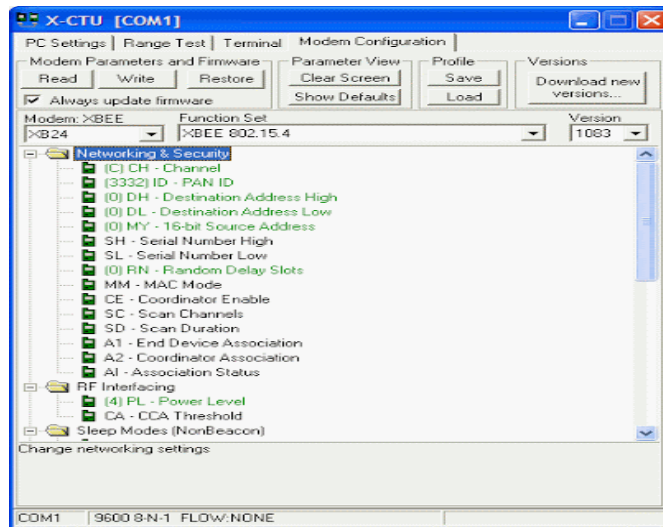 X-CTU [COM1]
PC Settings Range Test Terminal Modem Configuration
Modem Parameters and Firmware Parameter View Profile Versions
Read Write Restore Clear Screen Save Download new versions...
Always update firmware Show Defaults Load
Modem: XBEE Function Set Version
XB24 XBEE 802.15.4 1083
Networking & Security
(C) CH - Channel
(3332) ID - PAN ID
(0) DH - Destination Address High
(0) DL - Destination Address Low
(0) MY - 16-bit Source Address
SH - Serial Number High
SL - Serial Number Low
(0) RN - Random Delay Slots
MM - MAC Mode
CE - Coordinator Enable
SC - Scan Channels
SD - Scan Duration
A1 - End Device Association
A2 - Coordinator Association
AI - Association Status
RF Interfacing
(4) PL - Power Level
CA - CCA Threshold
Sleep Modes (NonBeacon)
Change networking settings
COM1 9600 8-N-1 FLOW:NONE